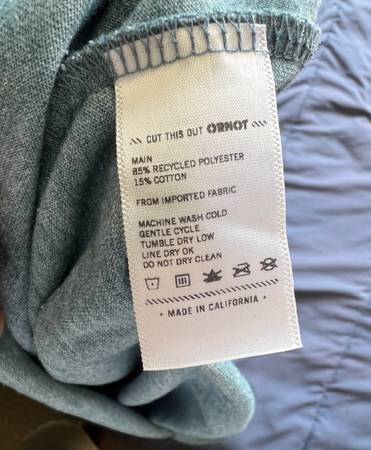 CUT THIS OUT ORNOT
MAIN
85% RECYCLED POLYESTER
15% COTTON
FROM IMPORTED FABRIC
MACHINE WASH COLD
GENTLE CYCLE
TUMBLE DRY LOW
LINE DRY OK
DO NOT DRY CLEAN
• MADE IN CALIFORNIA •